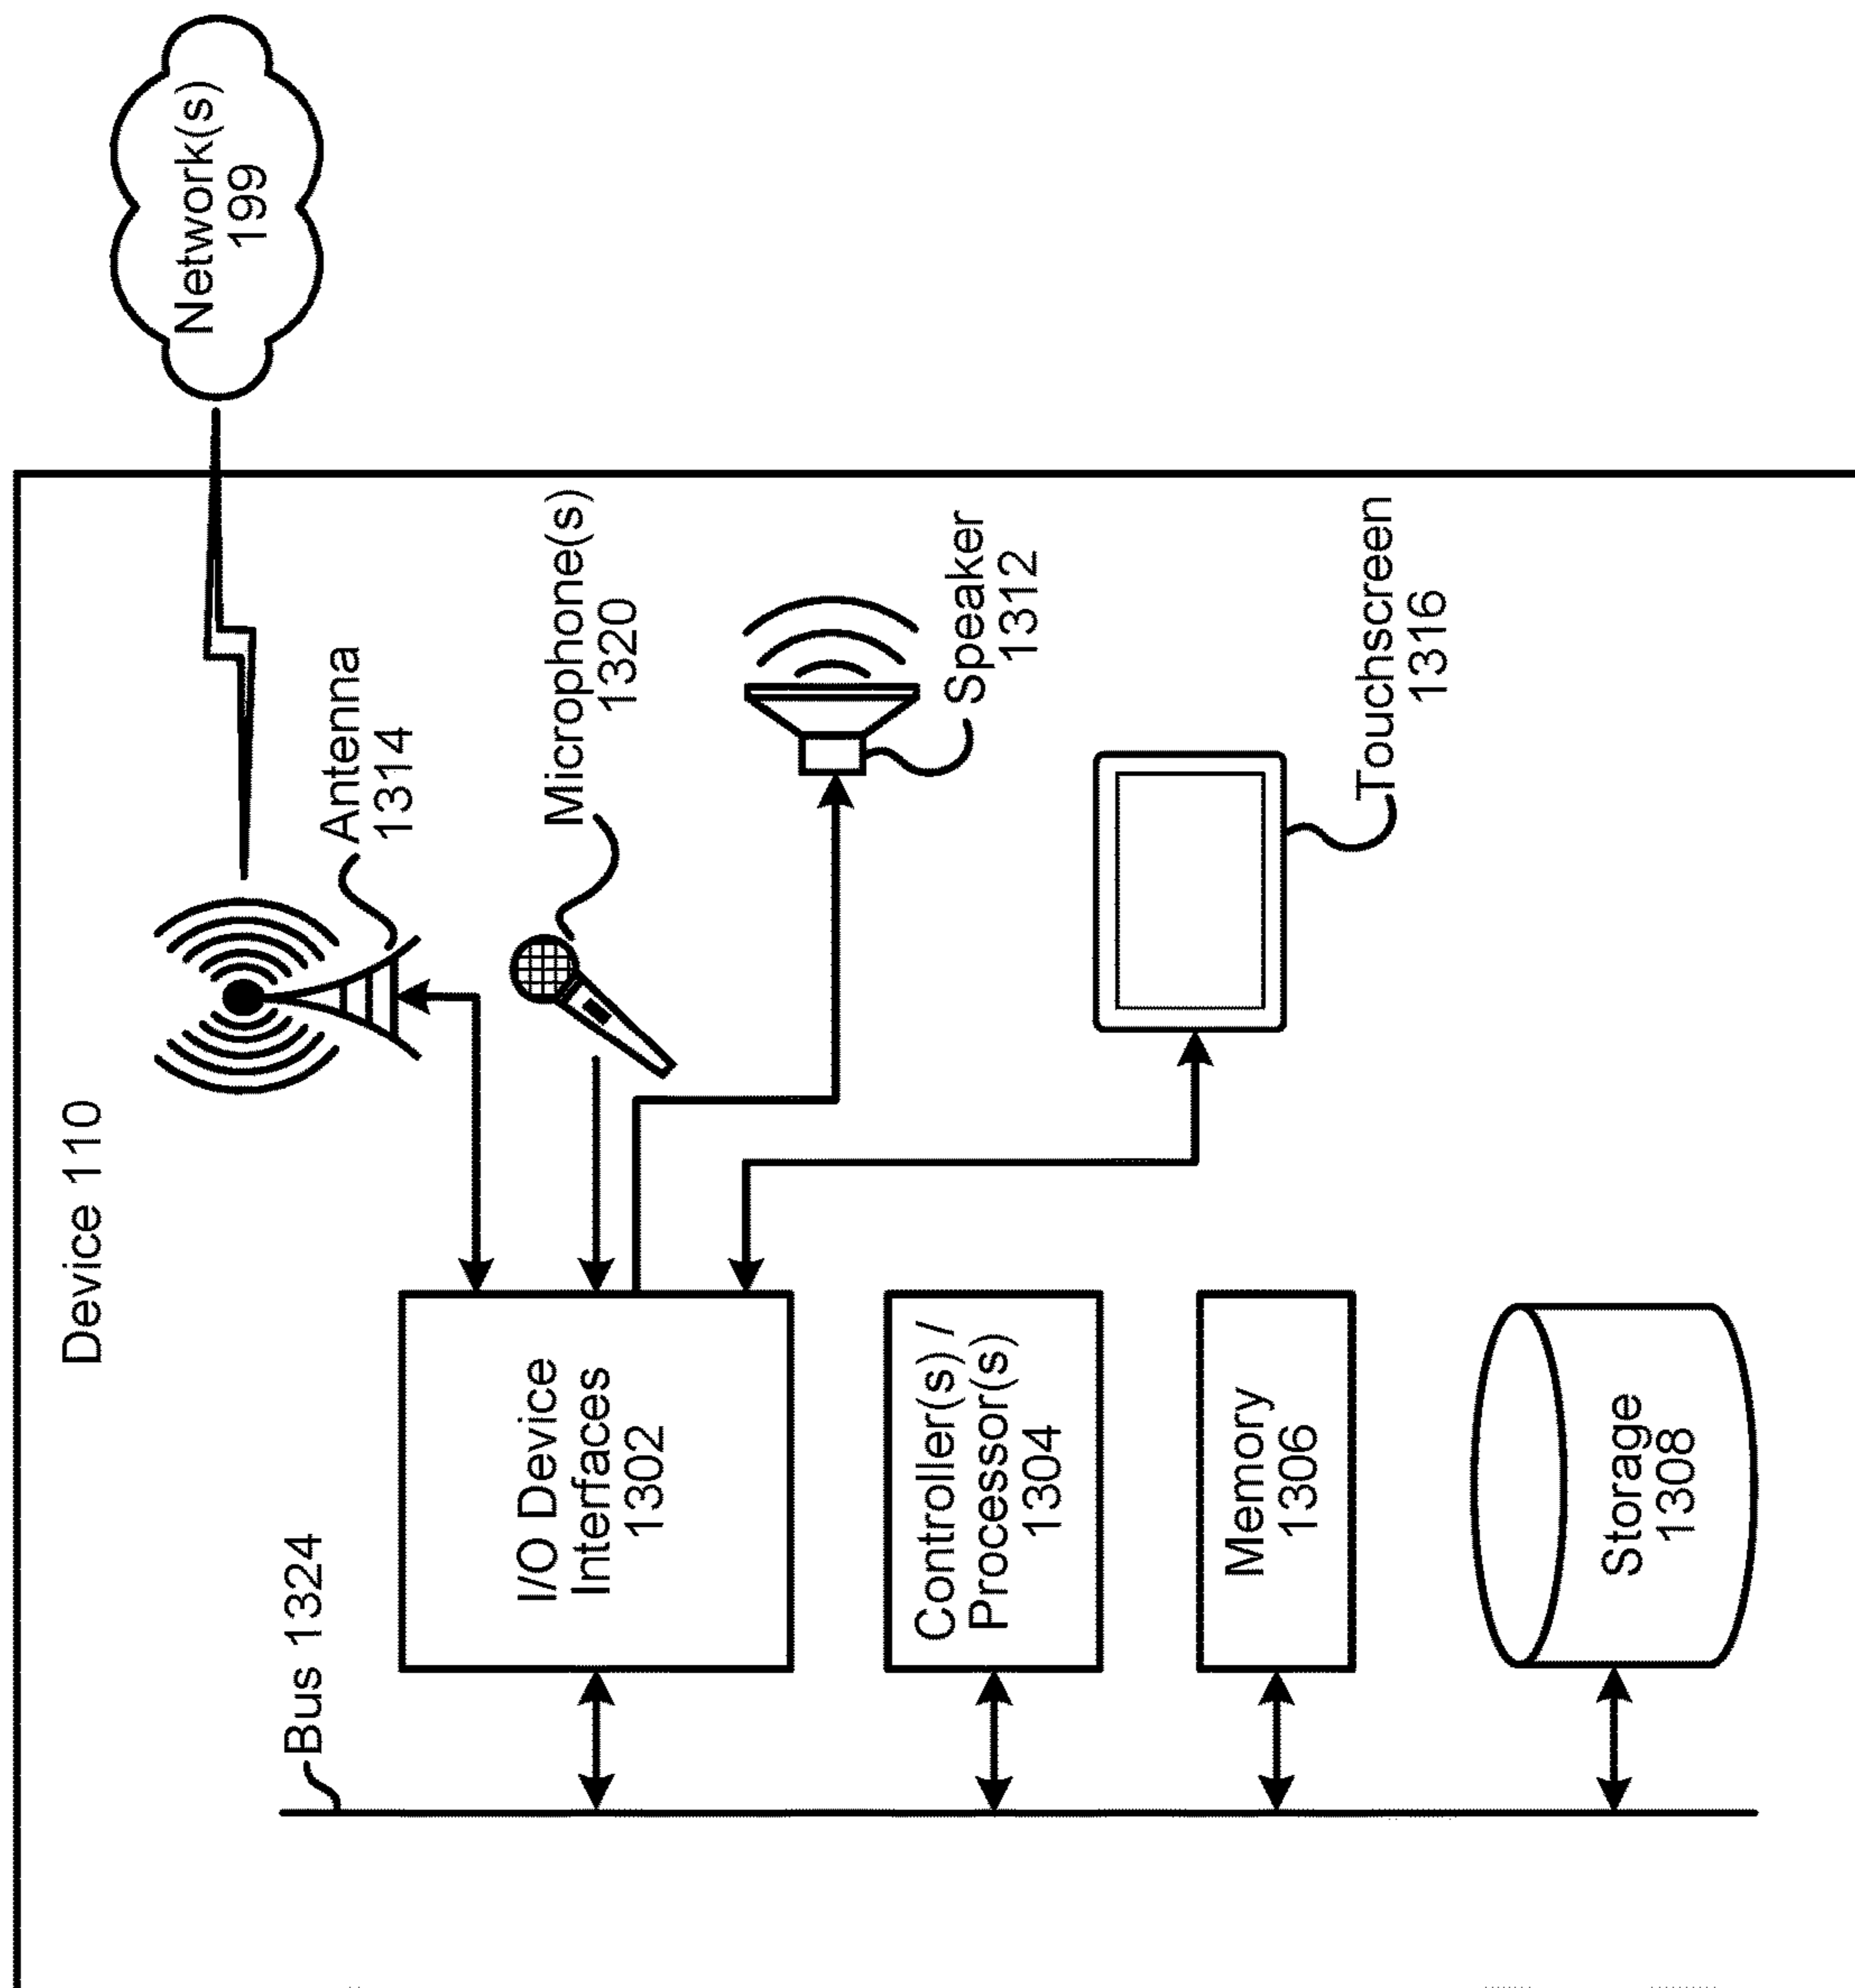 Device 110
Bus 1324
I/O Device
Interfaces
1302
Controller(s) /
Processor(s)
1304
Memory
1306
Storage
1308
Antenna
1314
Microphone(s)
1320
Speaker
1312
Touchscreen
1316
Network(s)
199